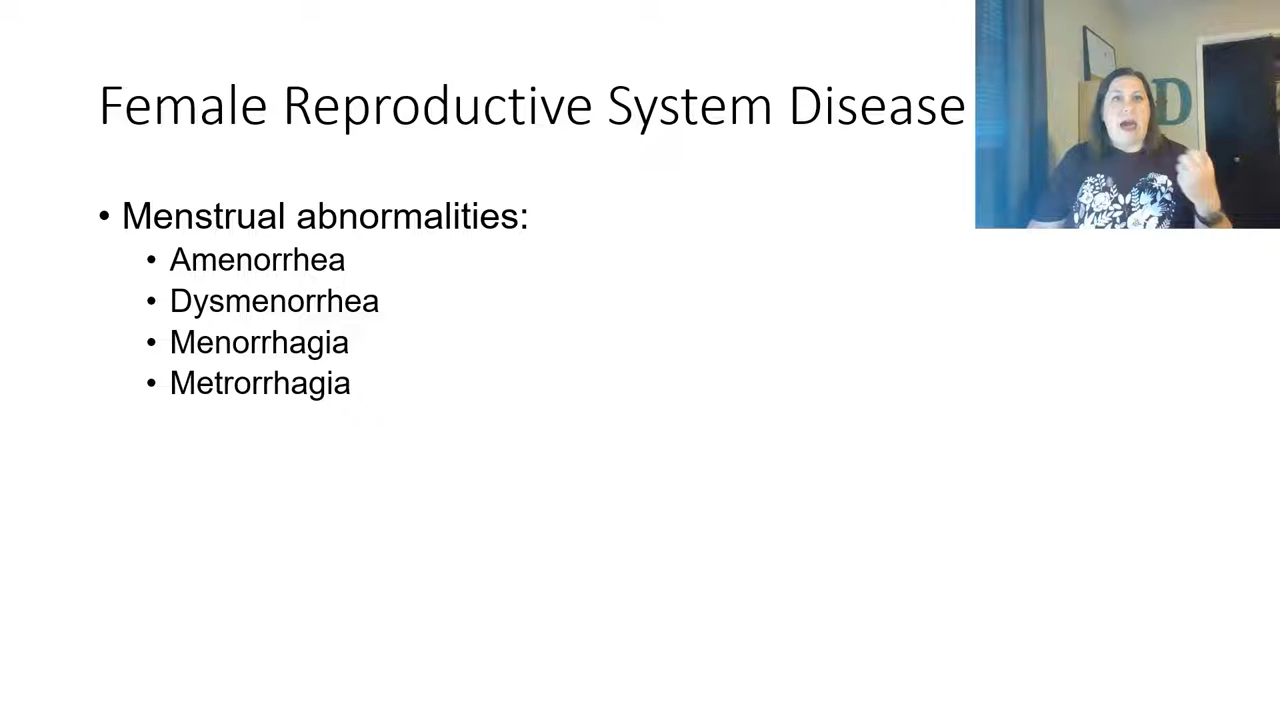 Female Reproductive System Disease
• Menstrual abnormalities:
• Amenorrhea
• Dysmenorrhea
• Menorrhagia
• Metrorrhagia
D